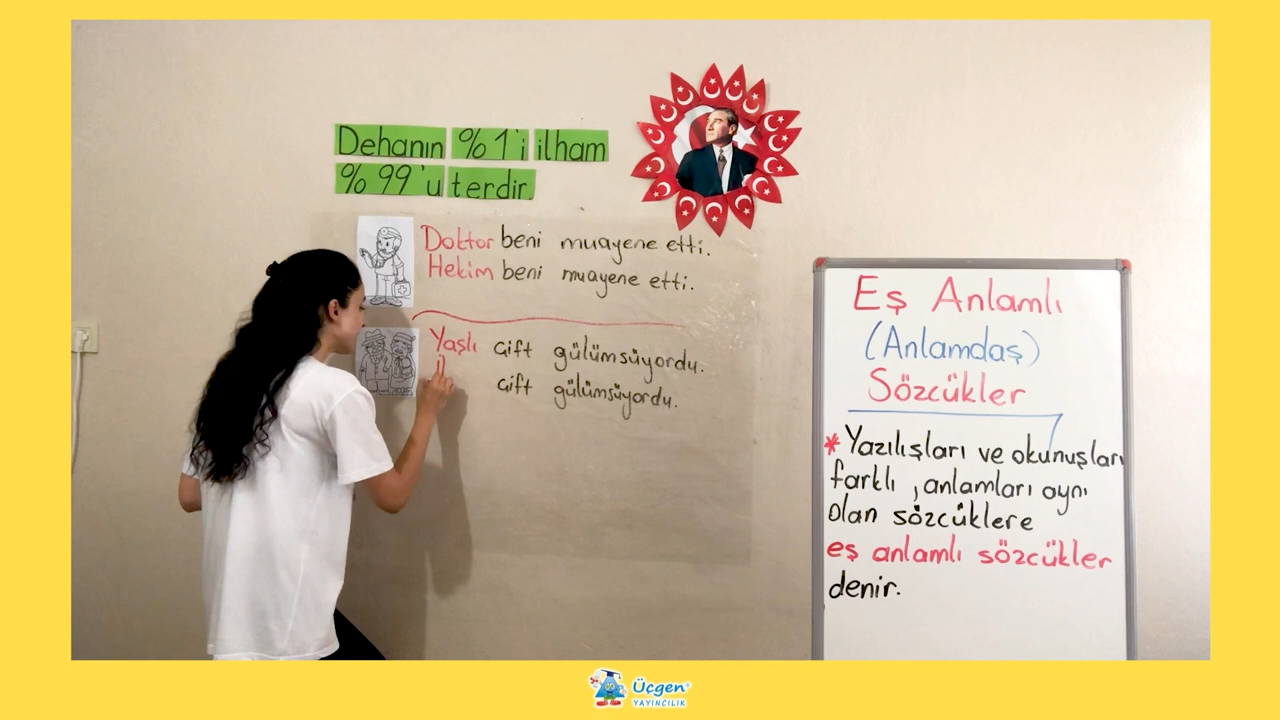 Dehanın %1'i ilham
%99'u terdir.
Doktor beni muayene etti.
Hekim beni muayene etti.
Yaşlı çift gülümsüyordu.
çift gülümsüyordu.
Eş Anlamlı
(Anlamdaş)
Sözcükler
* Yazılışları ve okunuşları
farklı, anlamları aynı
olan sözcüklere
eş anlamlı sözcükler
denir.
Üçgen
YAYINCILIK